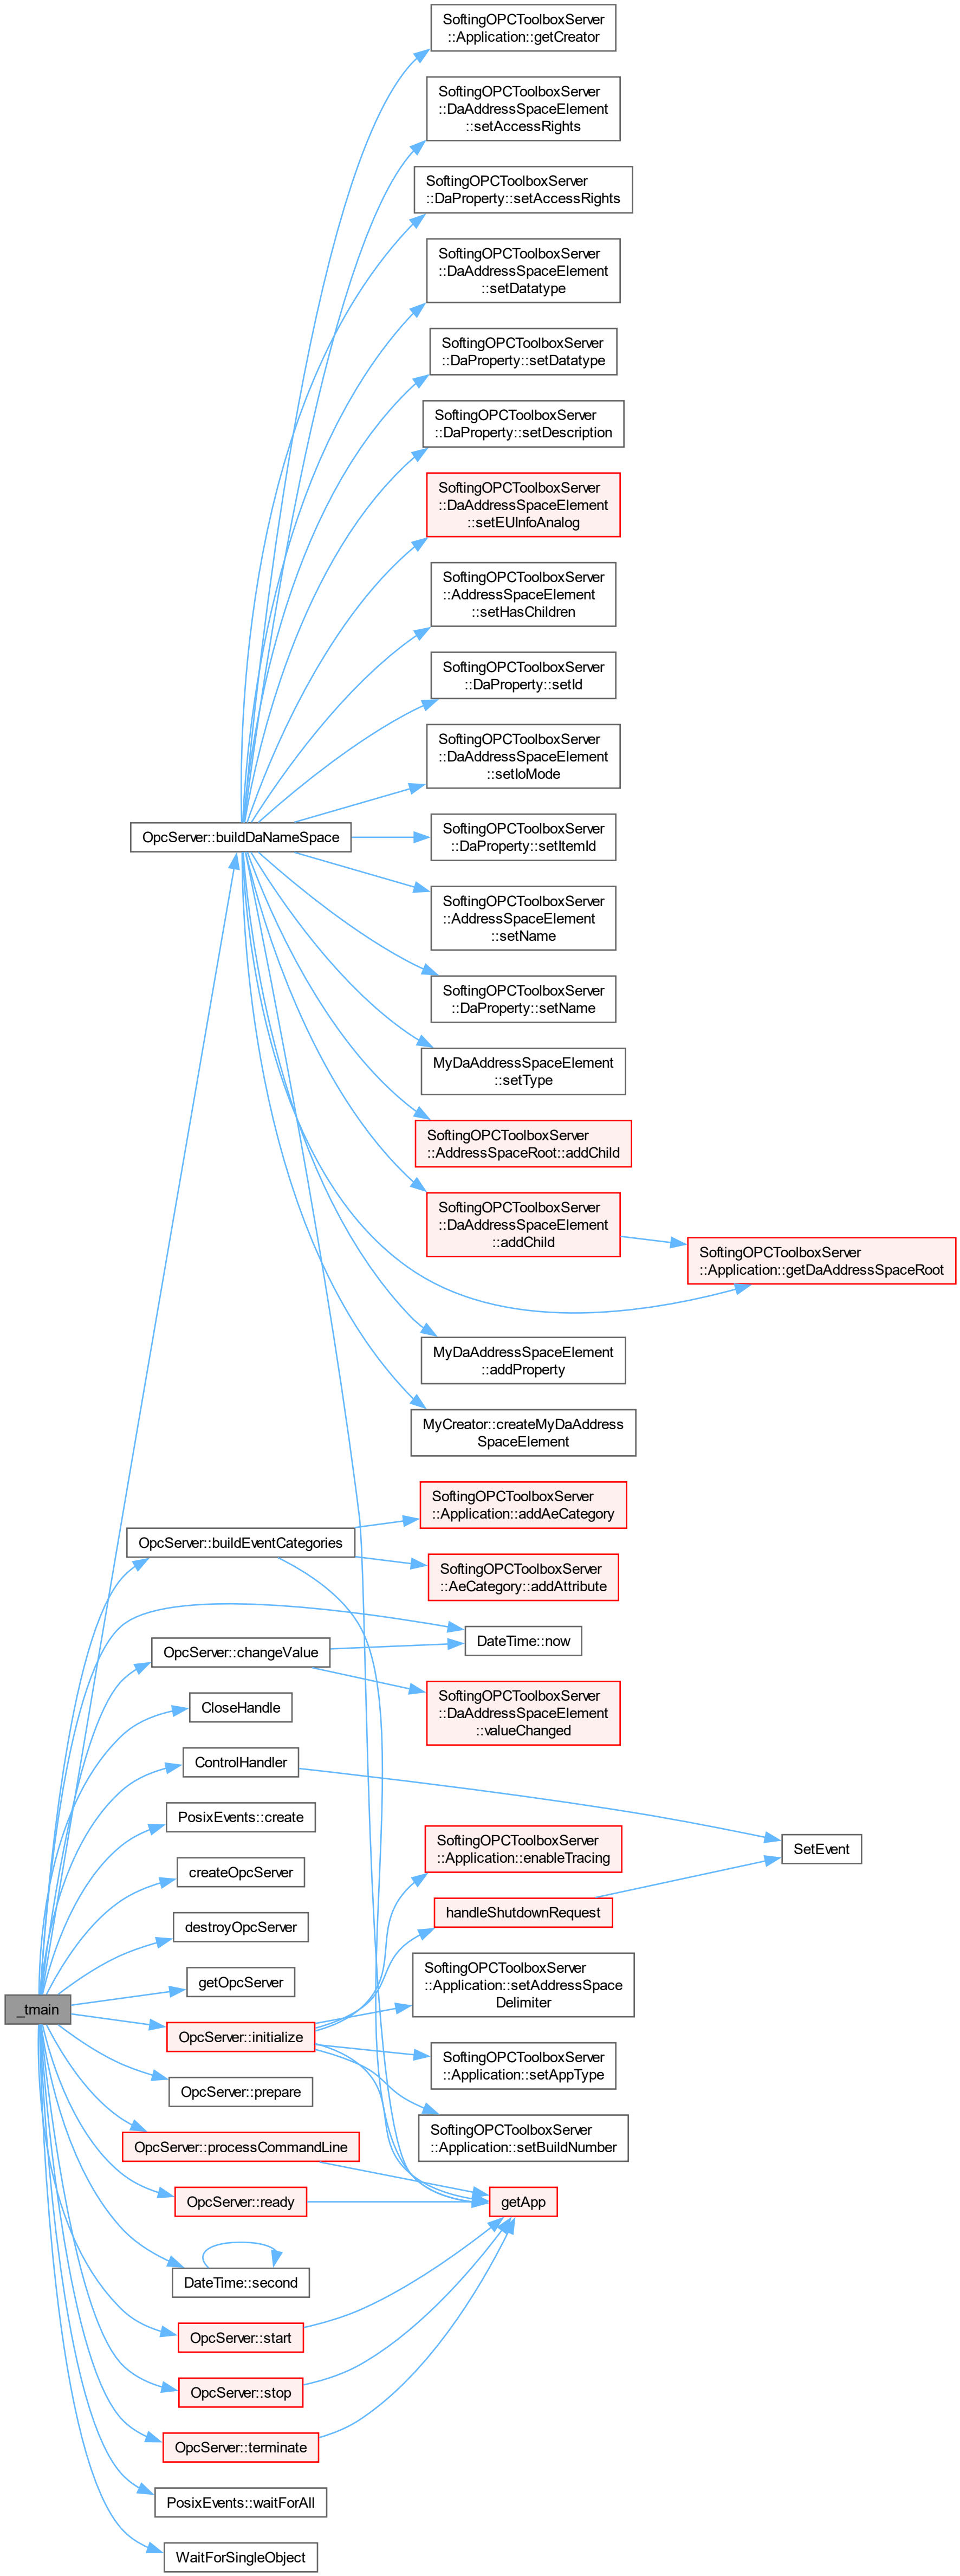 SoftingOPCToolboxServer
::Application::getCreator
SoftingOPCToolboxServer
::DaAddressSpaceElement
::setAccessRights
SoftingOPCToolboxServer
::DaProperty::setAccessRights
SoftingOPCToolboxServer
::DaAddressSpaceElement
::setDatatype
SoftingOPCToolboxServer
::DaProperty::setDatatype
SoftingOPCToolboxServer
::DaProperty::setDescription
SoftingOPCToolboxServer
::DaAddressSpaceElement
::setEUInfoAnalog
SoftingOPCToolboxServer
::AddressSpaceElement
::setHasChildren
SoftingOPCToolboxServer
::DaProperty::setId
SoftingOPCToolboxServer
::DaAddressSpaceElement
::setIoMode
OpcServer::buildDaNameSpace
SoftingOPCToolboxServer
::DaProperty::setItemId
SoftingOPCToolboxServer
::AddressSpaceElement
::setName
SoftingOPCToolboxServer
::DaProperty::setName
MyDaAddressSpaceElement
::setType
SoftingOPCToolboxServer
::AddressSpaceRoot::addChild
SoftingOPCToolboxServer
::DaAddressSpaceElement
::addChild
SoftingOPCToolboxServer
::Application::getDaAddressSpaceRoot
MyDaAddressSpaceElement
::addProperty
MyCreator::createMyDaAddress
SpaceElement
SoftingOPCToolboxServer
::Application::addAeCategory
OpcServer::buildEventCategories
SoftingOPCToolboxServer
::AeCategory::addAttribute
DateTime::now
OpcServer::changeValue
SoftingOPCToolboxServer
::DaAddressSpaceElement
::valueChanged
CloseHandle
ControlHandler
PosixEvents::create
SoftingOPCToolboxServer
::Application::enableTracing
SetEvent
createOpcServer
handleShutdownRequest
destroyOpcServer
getOpcServer
SoftingOPCToolboxServer
::Application::setAddressSpace
Delimiter
_tmain
OpcServer::initialize
SoftingOPCToolboxServer
::Application::setAppType
OpcServer::prepare
SoftingOPCToolboxServer
::Application::setBuildNumber
OpcServer::processCommandLine
OpcServer::ready
getApp
DateTime::second
OpcServer::start
OpcServer::stop
OpcServer::terminate
PosixEvents::waitForAll
WaitForSingleObject